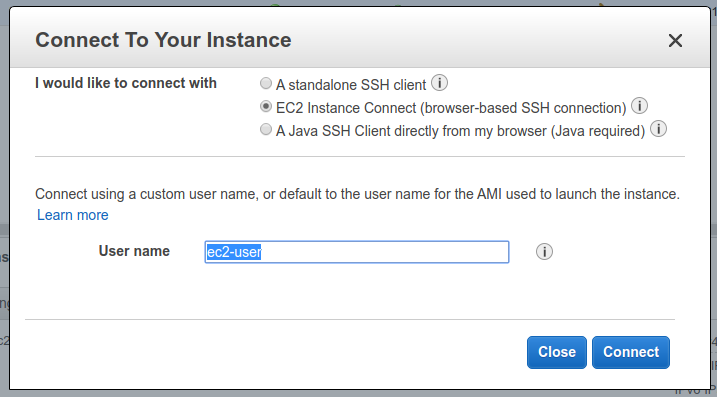 Connect To Your Instance
I would like to connect with
A standalone SSH client
EC2 Instance Connect (browser-based SSH connection)
A Java SSH Client directly from my browser (Java required)
Connect using a custom user name, or default to the user name for the AMI used to launch the instance.
Learn more
User name
ec2-user
Close
Connect